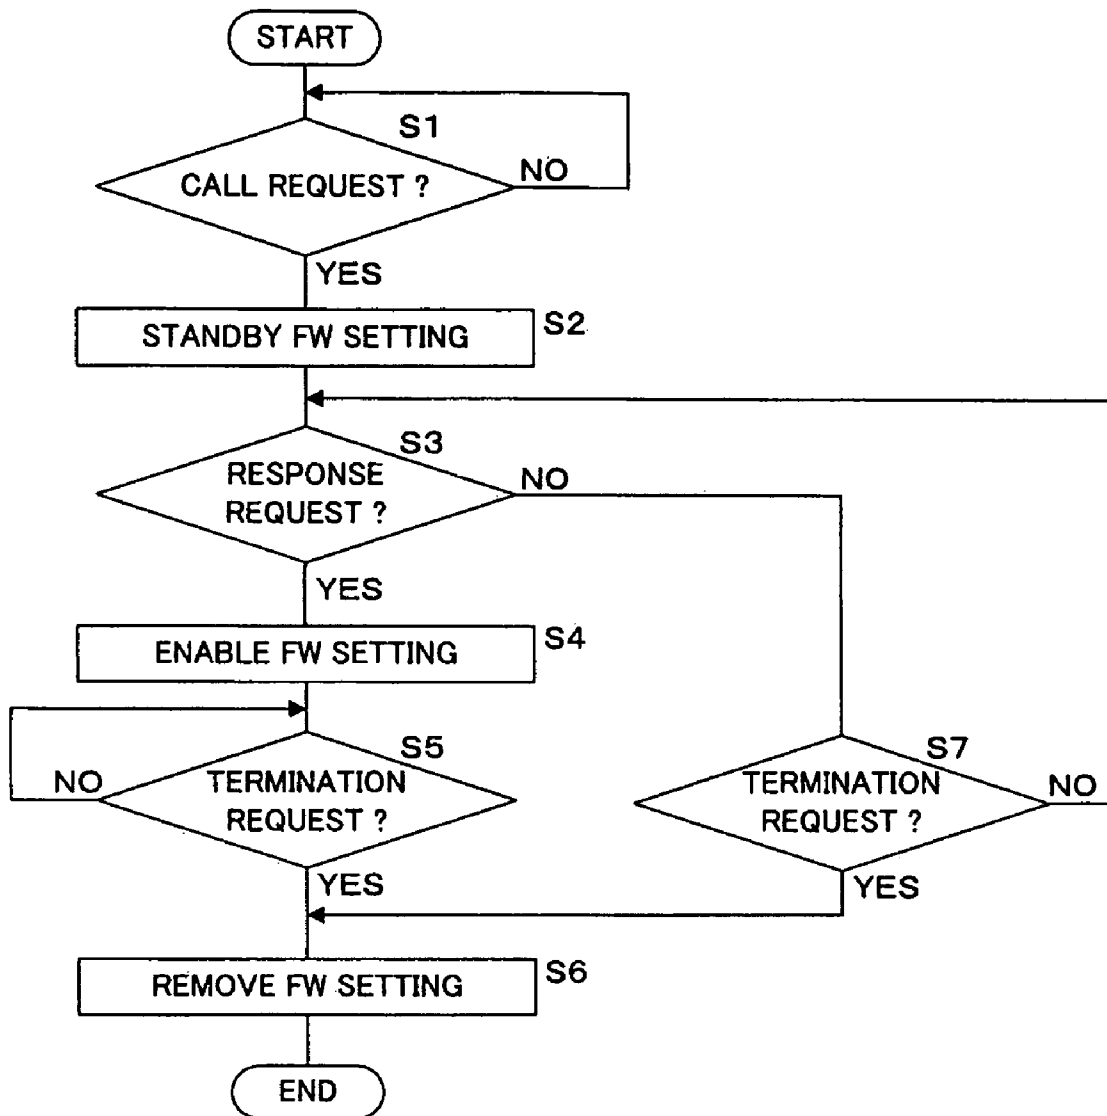 START
S1
CALL REQUEST ?
NO
YES
STANDBY FW SETTING
S2
S3
RESPONSE
REQUEST ?
NO
YES
ENABLE FW SETTING
S4
S5
TERMINATION
REQUEST ?
NO
YES
S7
TERMINATION
REQUEST ?
NO
YES
REMOVE FW SETTING
S6
END